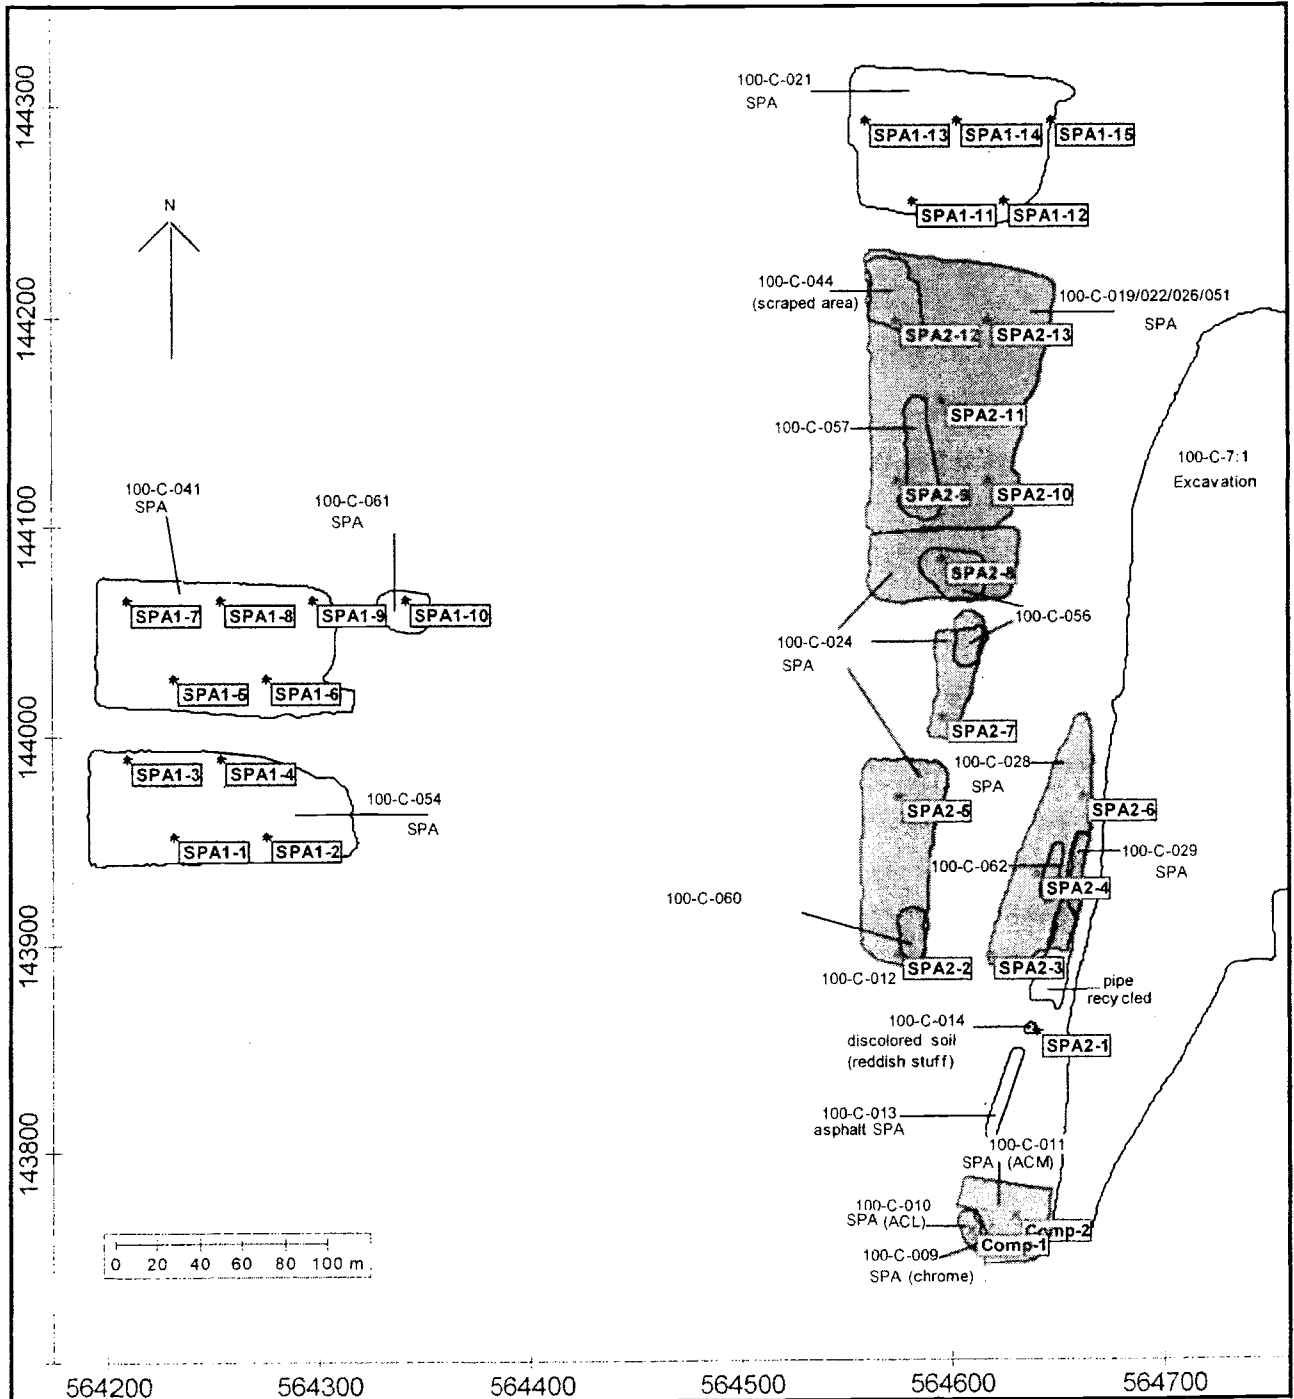 144300
100-C-021
SPA
SPA1-13
SPA1-14
SPA1-15
SPA1-11
SPA1-12
N
144200
100-C-044
(scraped area)
100-C-019/022/026/051
SPA
SPA2-12
SPA2-13
SPA2-11
100-C-057
100-C-7:1
Excavation
SPA2-9
SPA2-10
144100
100-C-041
SPA
100-C-061
SPA
SPA2-8
SPA1-7
SPA1-8
SPA1-9
SPA1-10
100-C-056
100-C-024
SPA
SPA1-5
SPA1-6
SPA2-7
144000
SPA1-3
SPA1-4
100-C-028
SPA
100-C-054
SPA
SPA2-5
SPA2-6
SPA1-1
SPA1-2
100-C-062
100-C-029
SPA
SPA2-4
100-C-060
143900
100-C-012
SPA2-2
SPA2-3
pipe
recycled
100-C-014
discolored soil
(reddish stuff)
SPA2-1
100-C-013
asphalt SPA
143800
100-C-011
SPA (ACM)
100-C-010
SPA (ACL)
Comp-2
Comp-1
100-C-009
SPA (chrome)
0 20 40 60 80 100 m
564200
564300
564400
564500
564600
564700